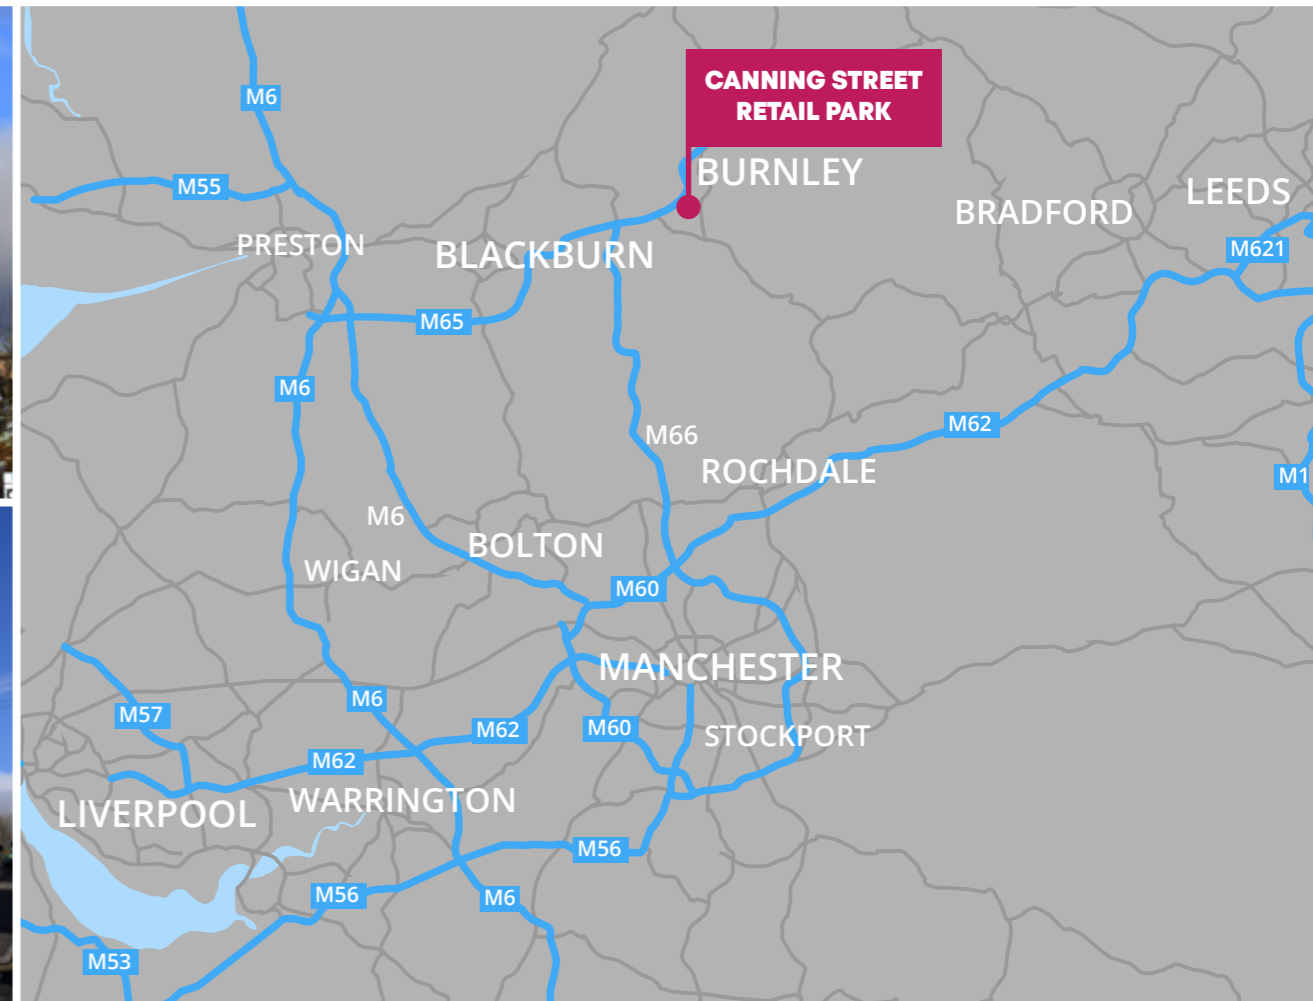 M6
CANNING STREET
RETAIL PARK
M55
BURNLEY
LEEDS
BRADFORD
PRESTON
BLACKBURN
M621
M65
M6
M62
M66
ROCHDALE
M1
M6
BOLTON
WIGAN
M60
MANCHESTER
M6
M57
M62
M60
STOCKPORT
M62
WARRINGTON
LIVERPOOL
M56
M56
M6
M53